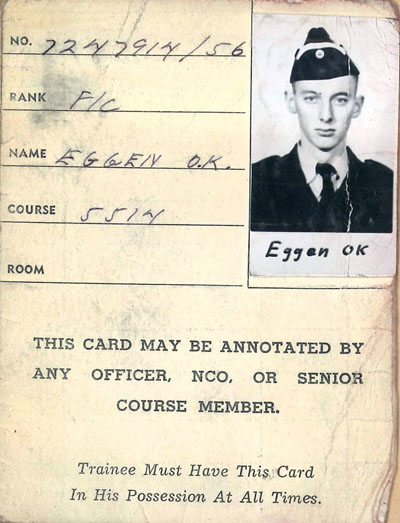 NO. 7247914/56
RANK F/C
NAME EGGEN O.K.
COURSE 5514
ROOM
Eggen OK
THIS CARD MAY BE ANNOTATED BY
ANY OFFICER, NCO, OR SENIOR
COURSE MEMBER.
Trainee Must Have This Card
In His Possession At All Times.